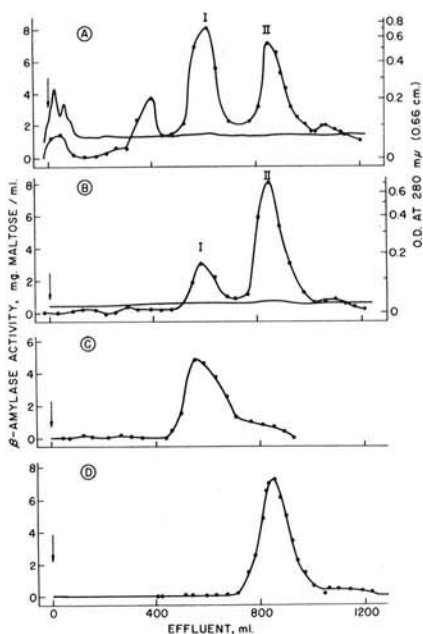 A
I
II
8
6
4
2
0
0.8
0.6
0.4
0.2
0
B
I
II
8
6
4
2
0
0.6
0.4
0.2
0
C
6
4
2
0
D
8
6
4
2
0
0 400 800 1200
EFFLUENT, ml.
β-AMYLASE ACTIVITY, mg. MALTOSE / ml.
O.D. AT 280 mμ (0.66 cm.)